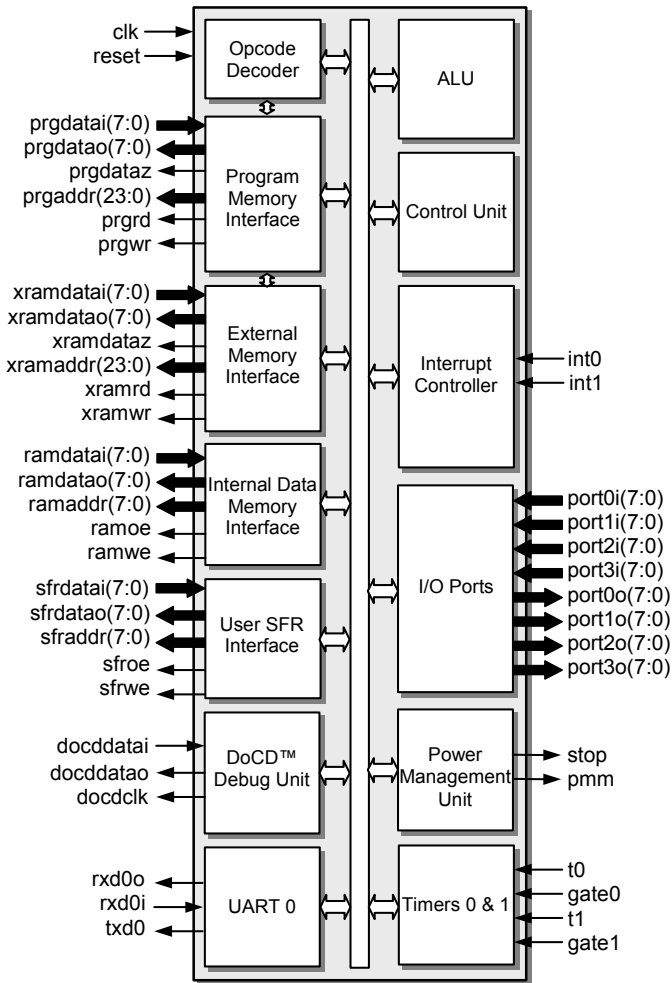 clk
reset
Opcode
Decoder
ALU
prgdatai(7:0)
prgdatao(7:0)
prgdataz
prgaddr(23:0)
prgrd
prgwr
Program
Memory
Interface
Control Unit
xramdatai(7:0)
xramdatao(7:0)
xramdataz
xramaddr(23:0)
xramrd
xramwr
External
Memory
Interface
Interrupt
Controller
int0
int1
ramdatai(7:0)
ramdatao(7:0)
ramaddr(7:0)
ramoe
ramwe
Internal Data
Memory
Interface
I/O Ports
port0i(7:0)
port1i(7:0)
port2i(7:0)
port3i(7:0)
port0o(7:0)
port1o(7:0)
port2o(7:0)
port3o(7:0)
sfrdatai(7:0)
sfrdatao(7:0)
sfraddr(7:0)
sfroe
sfrwe
User SFR
Interface
docddatai
docddatao
docdclk
DoCD™
Debug Unit
Power
Management
Unit
stop
pmm
rxd0o
rxd0i
txd0
UART 0
Timers 0 & 1
t0
gate0
t1
gate1